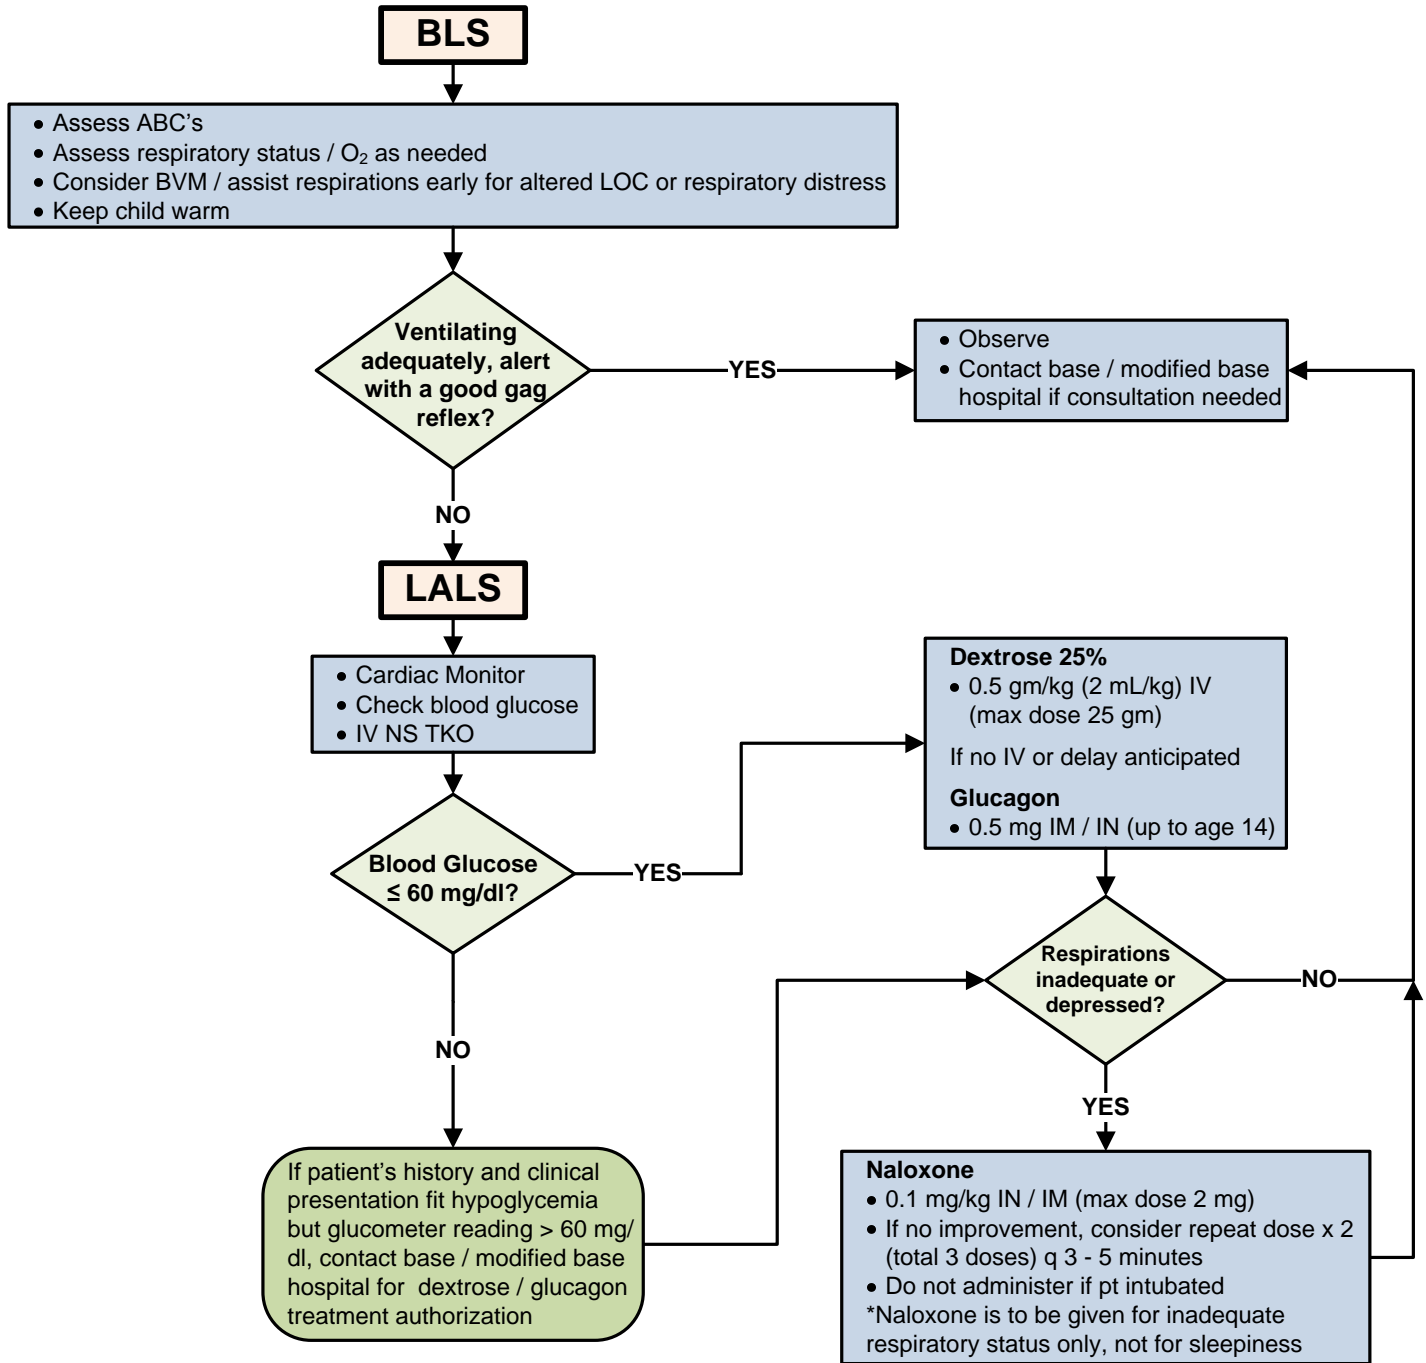 BLS
• Assess ABC’s
• Assess respiratory status / O₂ as needed
• Consider BVM / assist respirations early for altered LOC or respiratory distress
• Keep child warm
Ventilating
adequately, alert
with a good gag
reflex?
YES
• Observe
• Contact base / modified base
hospital if consultation needed
NO
LALS
• Cardiac Monitor
• Check blood glucose
• IV NS TKO
Blood Glucose
≤ 60 mg/dl?
YES
Dextrose 25%
• 0.5 gm/kg (2 mL/kg) IV
(max dose 25 gm)
If no IV or delay anticipated
Glucagon
• 0.5 mg IM / IN (up to age 14)
NO
If patient’s history and clinical
presentation fit hypoglycemia
but glucometer reading > 60 mg/
dl, contact base / modified base
hospital for dextrose / glucagon
treatment authorization
Respirations
inadequate or
depressed?
NO
YES
Naloxone
• 0.1 mg/kg IN / IM (max dose 2 mg)
• If no improvement, consider repeat dose x 2
(total 3 doses) q 3 - 5 minutes
• Do not administer if pt intubated
*Naloxone is to be given for inadequate
respiratory status only, not for sleepiness